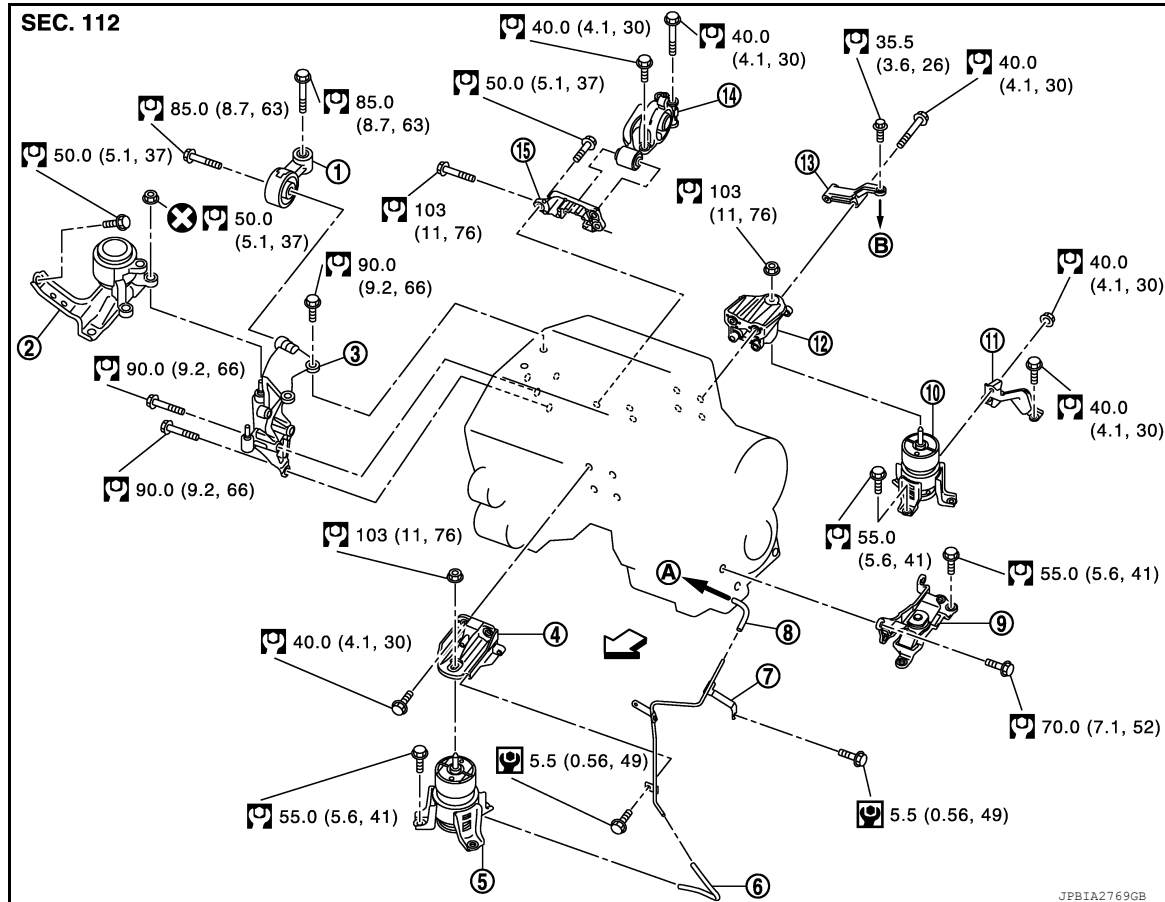 SEC. 112
40.0 (4.1, 30)
40.0
(4.1, 30)
35.5
(3.6, 26)
40.0
(4.1, 30)
50.0 (5.1, 37)
85.0 (8.7, 63)
85.0
(8.7, 63)
14
50.0 (5.1, 37)
1
15
13
103
(11, 76)
103
(11, 76)
50.0
(5.1, 37)
B
90.0
(9.2, 66)
40.0
(4.1, 30)
2
3
12
11
90.0 (9.2, 66)
10
40.0
(4.1, 30)
90.0 (9.2, 66)
103 (11, 76)
55.0
(5.6, 41)
A
55.0 (5.6, 41)
4
8
9
40.0 (4.1, 30)
7
70.0 (7.1, 52)
5.5 (0.56, 49)
55.0 (5.6, 41)
5.5 (0.56, 49)
5
6
JPBIA2769GB